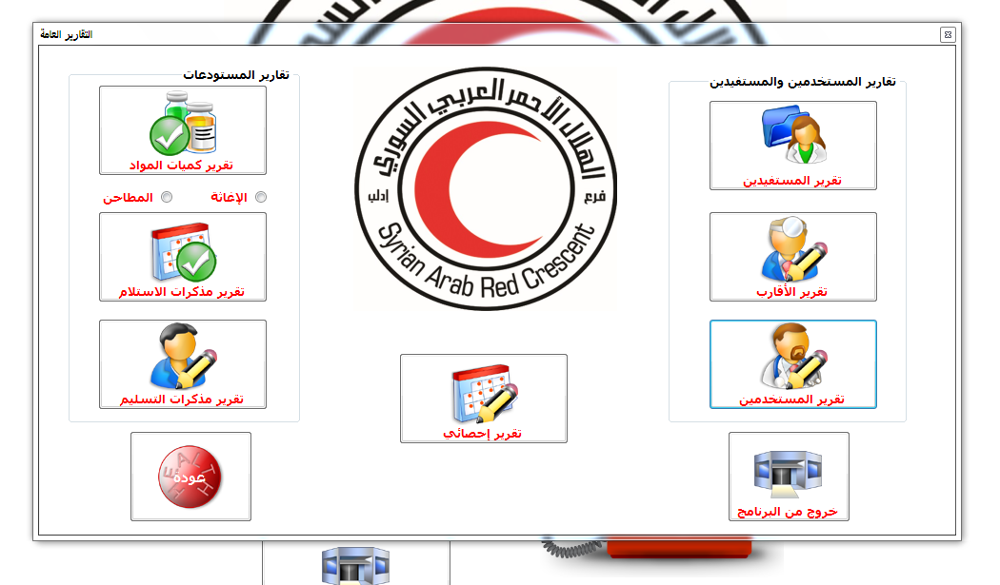 التقارير العامة
تقارير المستخدمين والمستفيدين
تقرير المستفيدين
تقرير الأقارب
تقرير المستخدمين
خروج من البرنامج
الهلال الأحمر العربي السوري
فرع
إدلب
Syrian Arab Red Crescent
تقرير إحصائي
تقارير المستودعات
تقرير كميات المواد
الإغاثة
المطاحن
تقرير مذكرات الاستلام
تقرير مذكرات التسليم
HEALTH
عودة